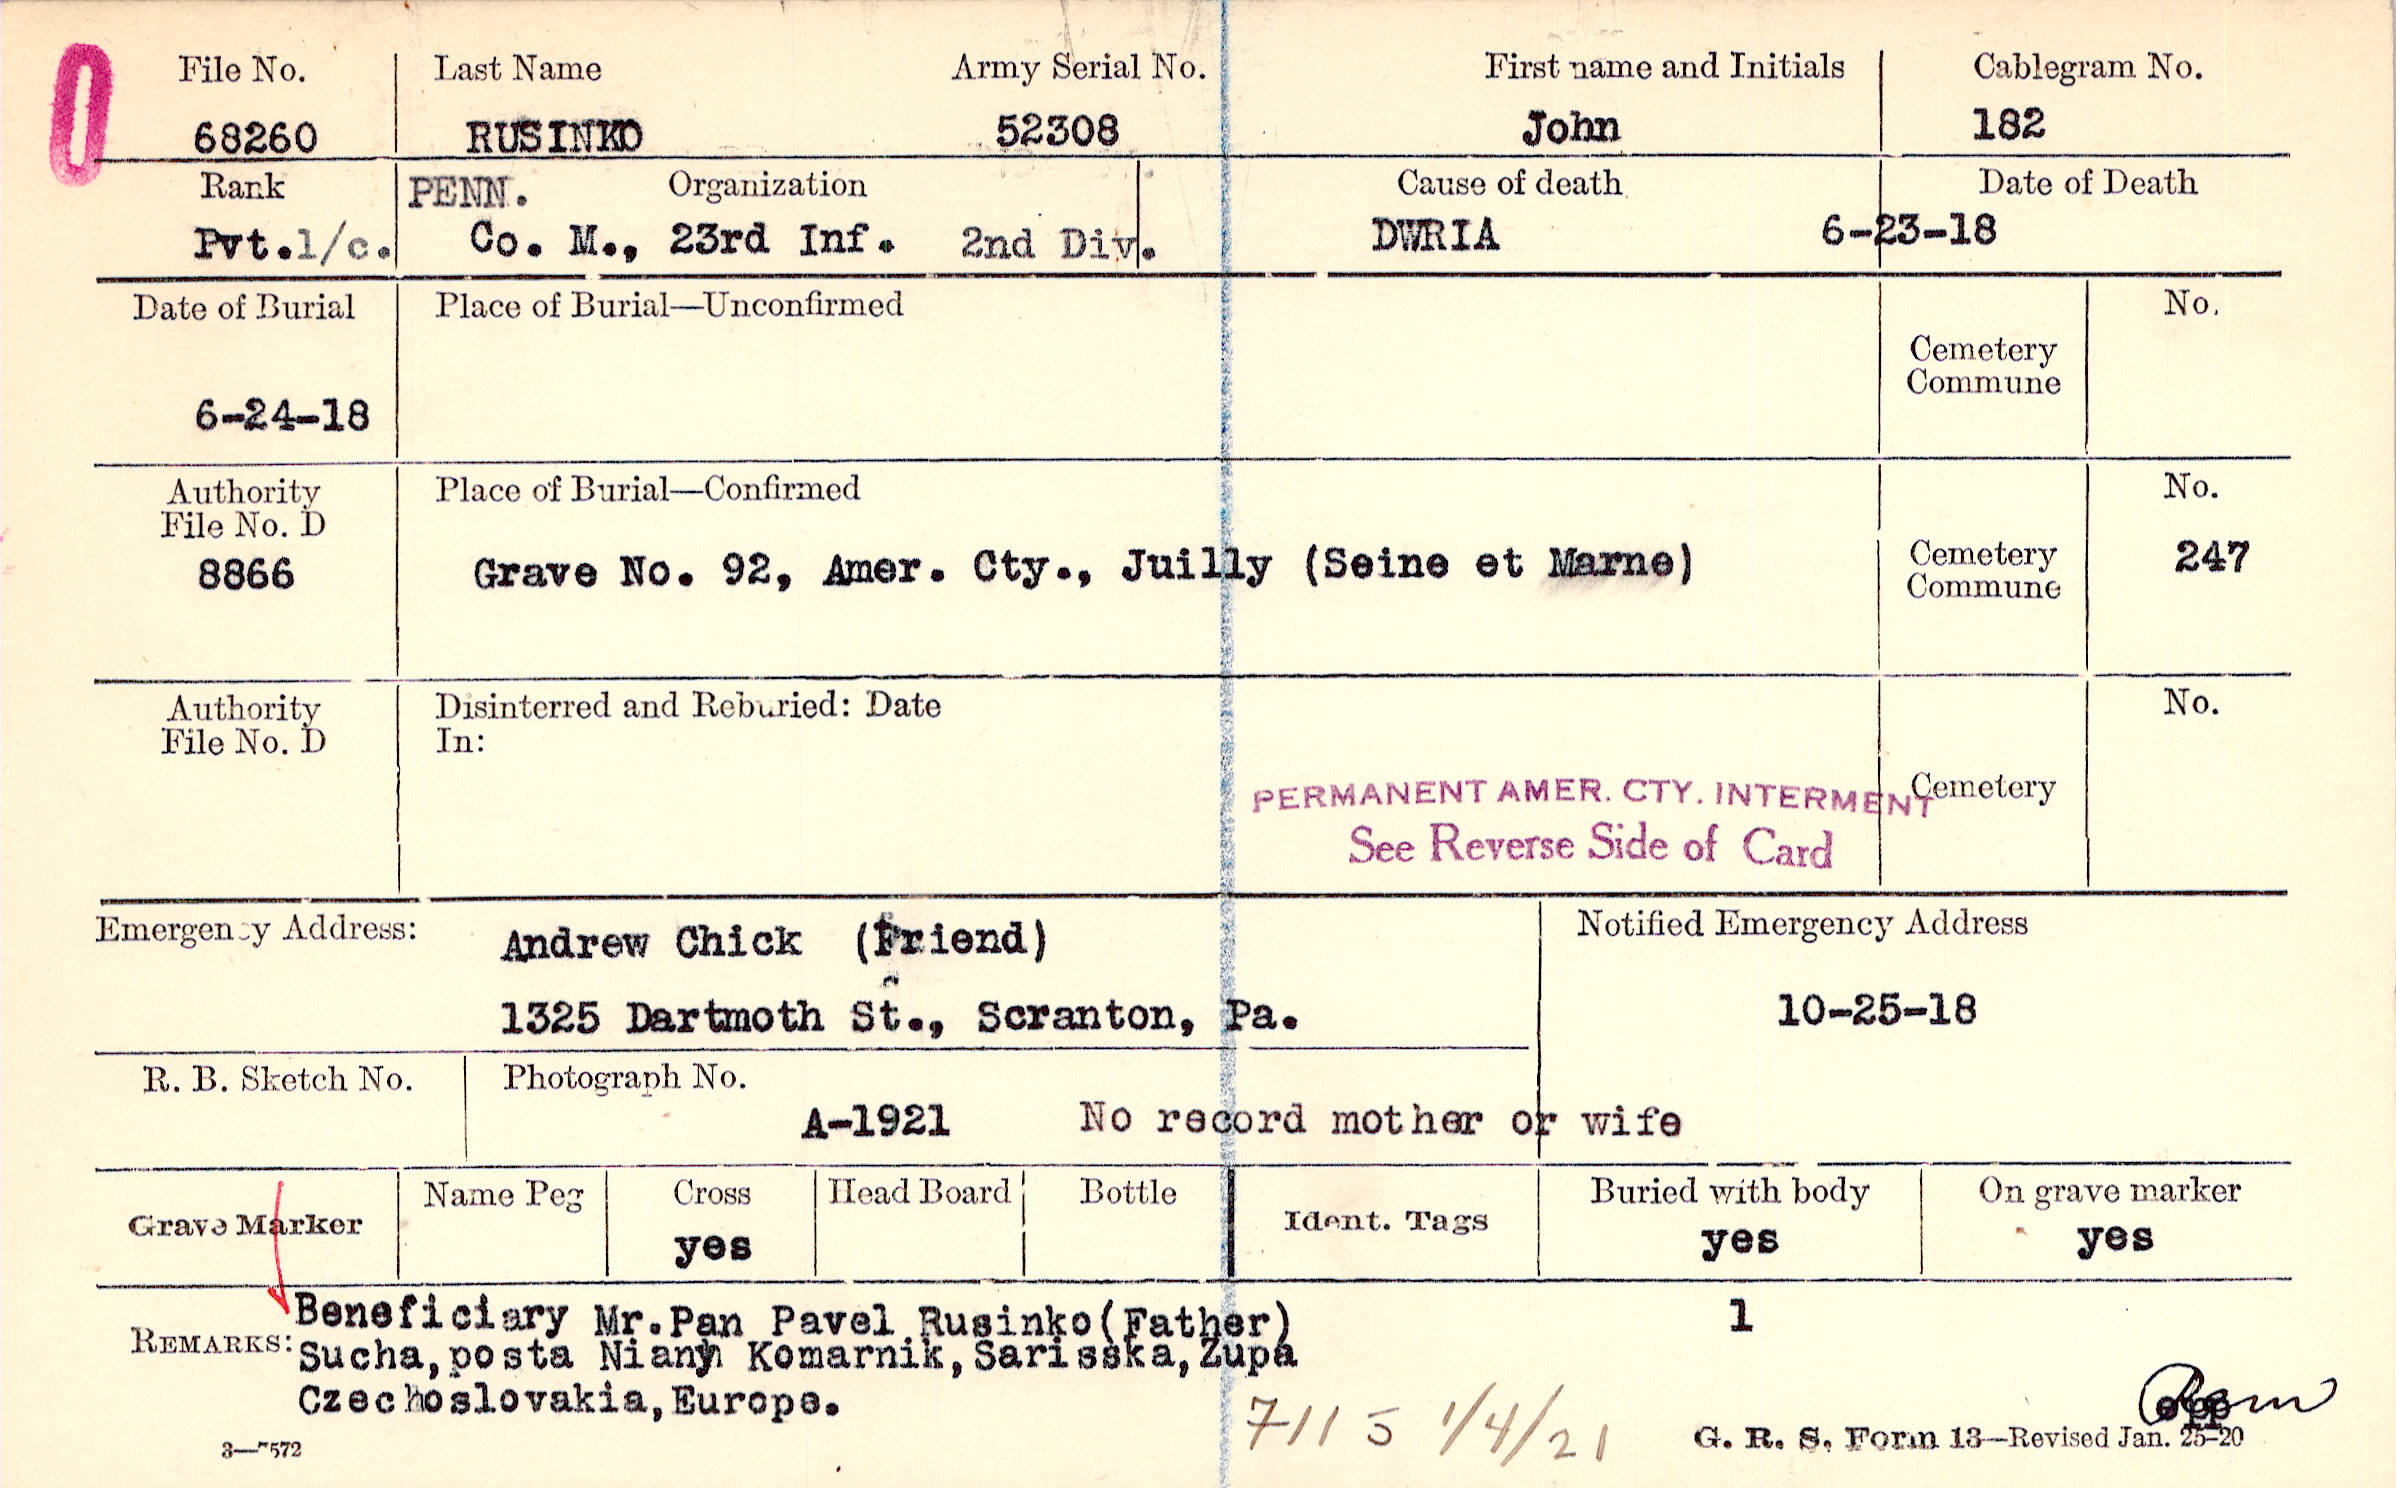 0
File No. Last Name Army Serial No. First name and Initials Cablegram No.
68260 RUSINKO 52308 John 182
Rank PENN. Organization Cause of death Date of Death
Pvt.1/c. Co. M., 23rd Inf. 2nd Div. DWRIA 6-23-18
Date of Burial Place of Burial—Unconfirmed No.
Cemetery
Commune
6-24-18
Authority Place of Burial—Confirmed No.
File No. D
8866 Grave No. 92, Amer. Cty., Juilly (Seine et Marne) Cemetery 247
Commune
Authority Disinterred and Reburied: Date No.
File No. D In:
PERMANENT AMER. CTY. INTERMENT Cemetery
See Reverse Side of Card
Emergency Address: Andrew Chick (Friend) Notified Emergency Address
1325 Dartmoth St., Scranton, Pa. 10-25-18
R. B. Sketch No. Photograph No.
A-1921 No record mother or wife
Grave Marker Name Peg Cross Head Board Bottle Ident. Tags Buried with body On grave marker
yes yes yes
Beneficiary Mr.Pan Pavel Rusinko(Father) 1
REMARKS: Sucha,posta Komarnik,Sarisska,Zupa
Czechoslovakia,Europe.
7115 1/4/21
3—7572 G. R. S. Form 13—Revised Jan. 25-20